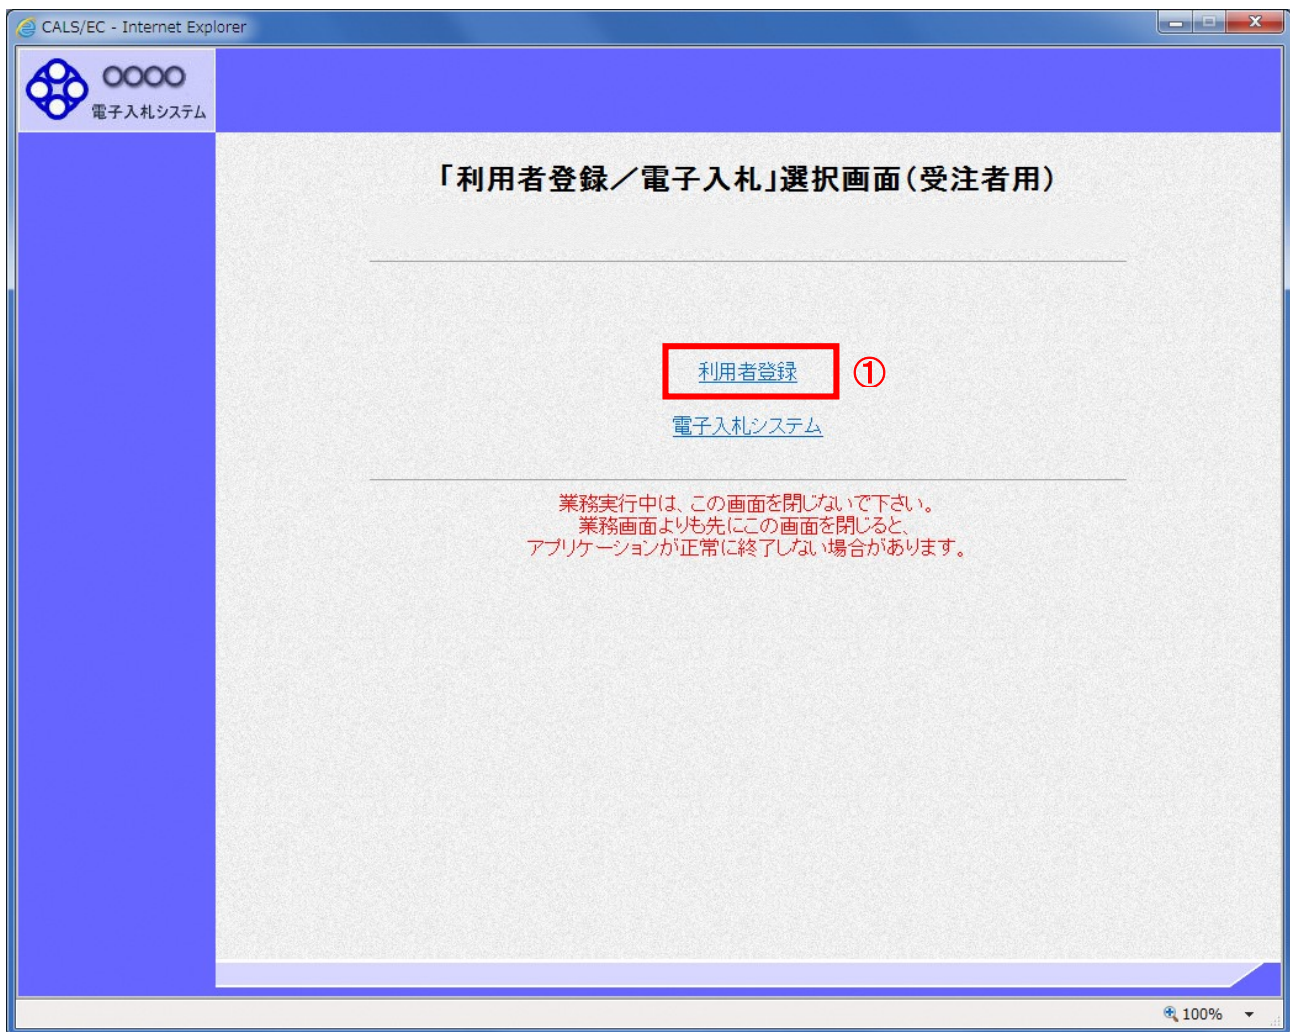 CALS/EC - Internet Explorer
○○○○
電子入札システム
「利用者登録／電子入札」選択画面（受注者用）
利用者登録 ①
電子入札システム
業務実行中は、この画面を閉じないで下さい。
業務画面よりも先にこの画面を閉じると、
アプリケーションが正常に終了しない場合があります。
100%